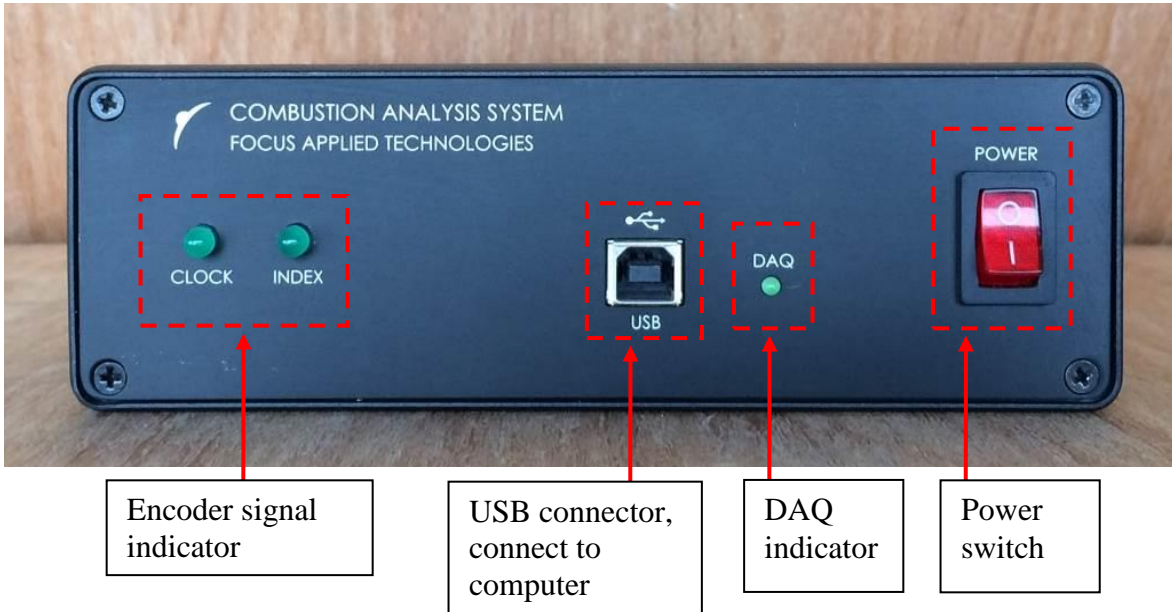 COMBUSTION ANALYSIS SYSTEM
FOCUS APPLIED TECHNOLOGIES
POWER
O
I
CLOCK
INDEX
DAQ
USB
Encoder signal
indicator
USB connector,
connect to
computer
DAQ
indicator
Power
switch